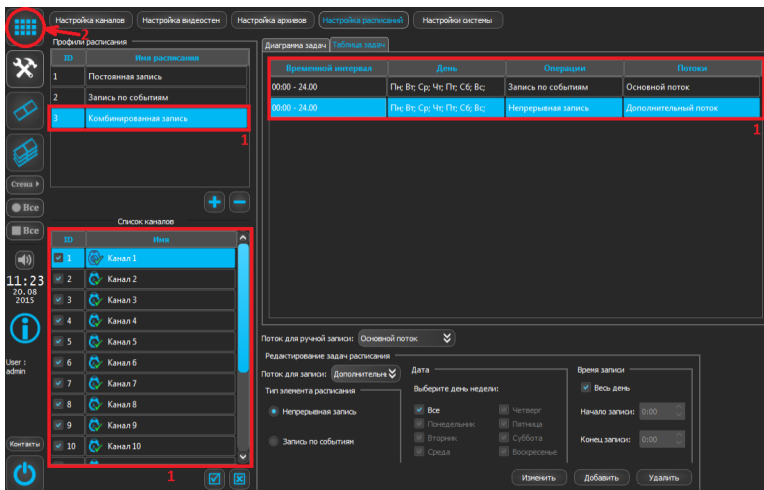 Настройка каналов
Настройка видеостен
Настройка архивов
Настройка расписаний
Настройки системы
2
Профили расписания
ID Имя расписания
1 Постоянная запись
2 Запись по событиям
3 Комбинированная запись
1
Диаграмма задач
Таблица задач
Временной интервал День Операции Потоки
00:00 - 24.00 Пн; Вт; Ср; Чт; Пт; Сб; Вс; Запись по событиям Основной поток
00:00 - 24.00 Пн; Вт; Ср; Чт; Пт; Сб; Вс; Непрерывная запись Дополнительный поток
1
Стена
Все
Все
11:23
20.08
2015
User :
admin
Контакты
Список каналов
ID Имя
1 Канал 1
2 Канал 2
3 Канал 3
4 Канал 4
5 Канал 5
6 Канал 6
7 Канал 7
8 Канал 8
9 Канал 9
10 Канал 10
1
Поток для ручной записи: Основной поток
Редактирование задач расписания
Поток для записи: Дополнительн
Тип элемента расписания
Непрерывная запись
Запись по событиям
Дата
Выберите день недели:
Все
Понедельник
Вторник
Среда
Четверг
Пятница
Суббота
Воскресенье
Время записи
Весь день
Начало записи: 0:00
Конец записи: 0:00
Изменить
Добавить
Удалить